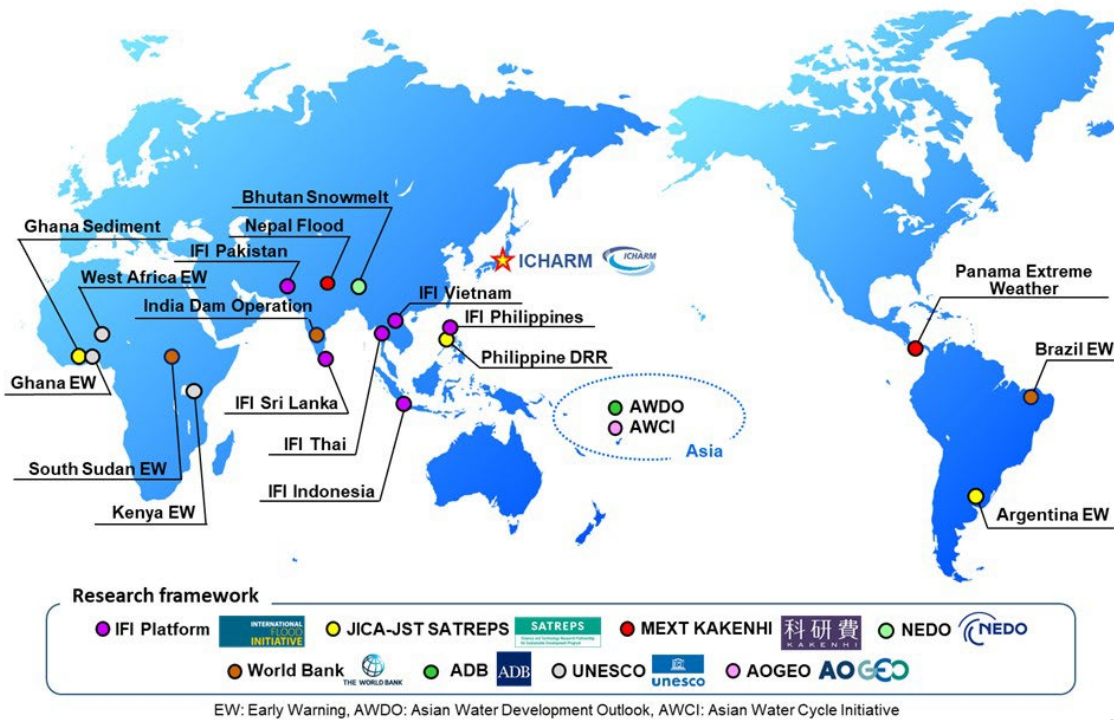 Bhutan Snowmelt
Ghana Sediment
Nepal Flood
IFI Pakistan
West Africa EW
India Dam Operation
ICHARM
ICHARM
IFI Vietnam
IFI Philippines
Philippine DRR
Panama Extreme
Weather
Brazil EW
Ghana EW
IFI Sri Lanka
AWDO
AWCI
Asia
IFI Thai
South Sudan EW
IFI Indonesia
Kenya EW
Argentina EW
Research framework
IFI Platform
INTERNATIONAL
FLOOD
INITIATIVE
JICA-JST SATREPS
SATREPS
MEXT KAKENHI
科研費
KAKENHI
NEDO
NEDO
World Bank
THE WORLD BANK
ADB
ADB
UNESCO
unesco
AOGEO
AOGEO
EW: Early Warning, AWDO: Asian Water Development Outlook, AWCI: Asian Water Cycle Initiative